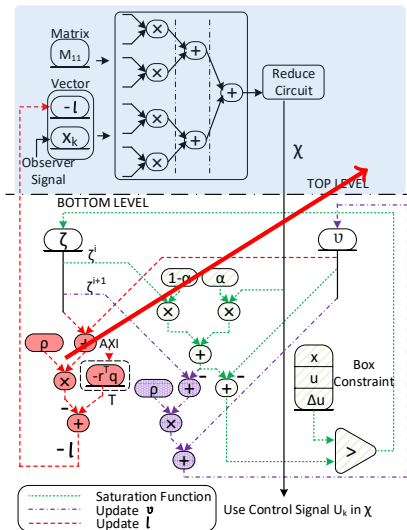 Matrix
M₁₁
Vector
-l
Xₖ
Observer
Signal
×
×
×
×
+
+
+
Reduce
Circuit
χ
TOP LEVEL
BOTTOM LEVEL
ζ
υ
ζⁱ
ζⁱ⁺¹
1-α
α
×
×
+
ρ
+
AXI
×
-rᵀq
T
-
+
-l
ρ
+
-
+
-
×
-
+
x
u
Δu
Box
Constraint
>
Saturation Function
Update υ
Update l
Use Control Signal Uₖ in χ